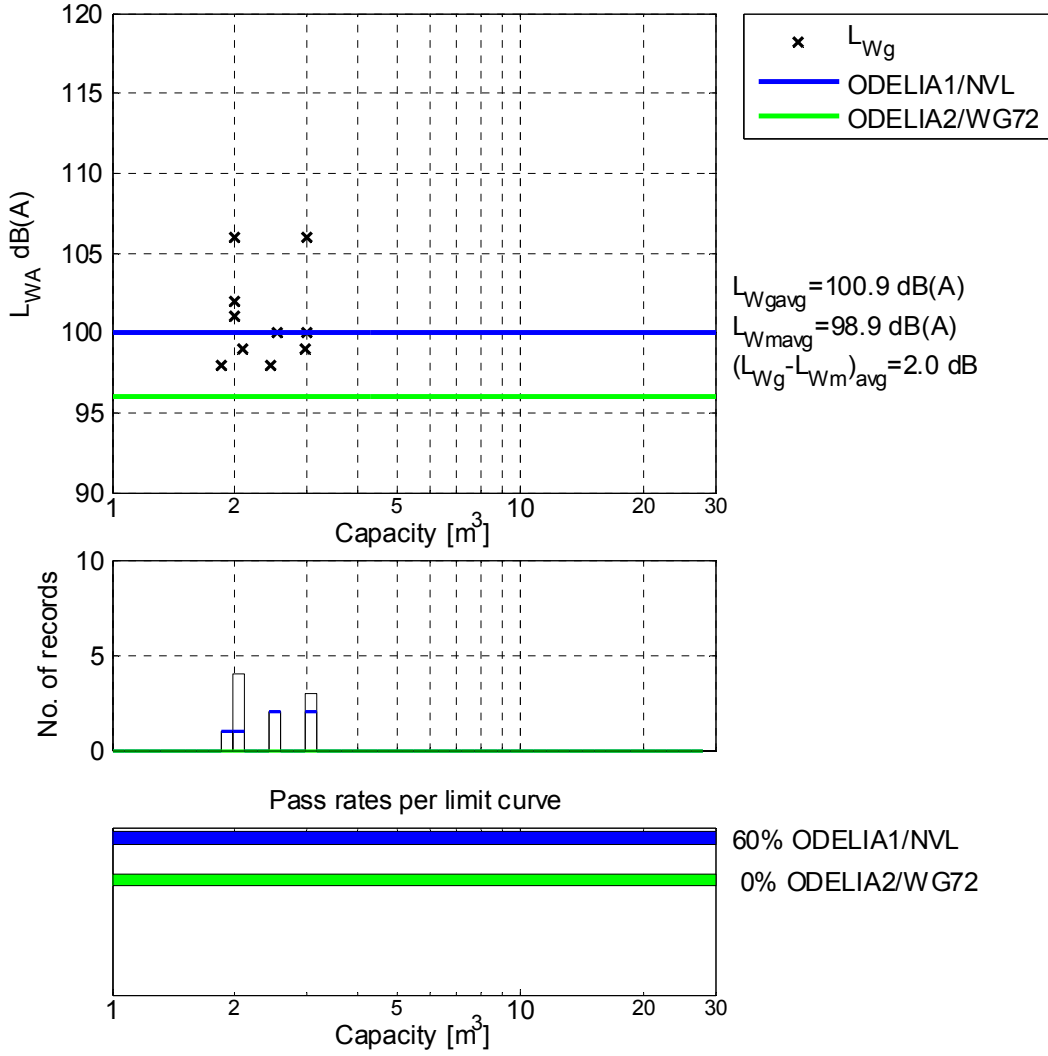 120
115
110
105
100
95
90
L_WA dB(A)
1 2 5 10 20 30
Capacity [m³]
L_Wg
ODELIA1/NVL
ODELIA2/WG72
L_Wgavg=100.9 dB(A)
L_Wmavg=98.9 dB(A)
(L_Wg-L_Wm)_avg=2.0 dB
10
5
0
No. of records
Pass rates per limit curve
60% ODELIA1/NVL
0% ODELIA2/WG72
1 2 5 10 20 30
Capacity [m³]